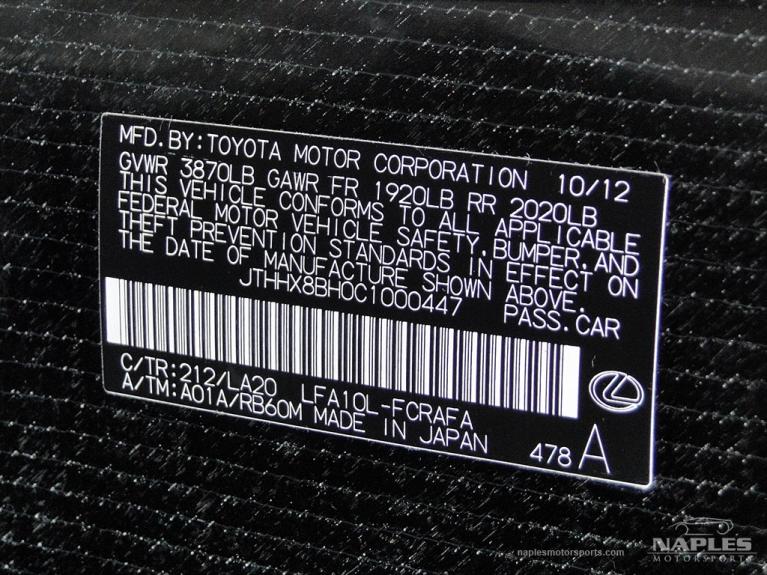 MFD.BY:TOYOTA MOTOR CORPORATION 10/12
GVWR 3870LB GAWR FR 1920LB RR 2020LB
THIS VEHICLE CONFORMS TO ALL APPLICABLE
FEDERAL MOTOR VEHICLE SAFETY,BUMPER,AND
THEFT PREVENTION STANDARDS IN EFFECT ON
THE DATE OF MANUFACTURE SHOWN ABOVE.
JTHHX8BH0C1000447 PASS.CAR
C/TR:212/LA20 LFA10L-FCRAFA
A/TM:A01A/RB60M MADE IN JAPAN 478 A
naplesmotorsports.com
NAPLES
MOTORSPORTS